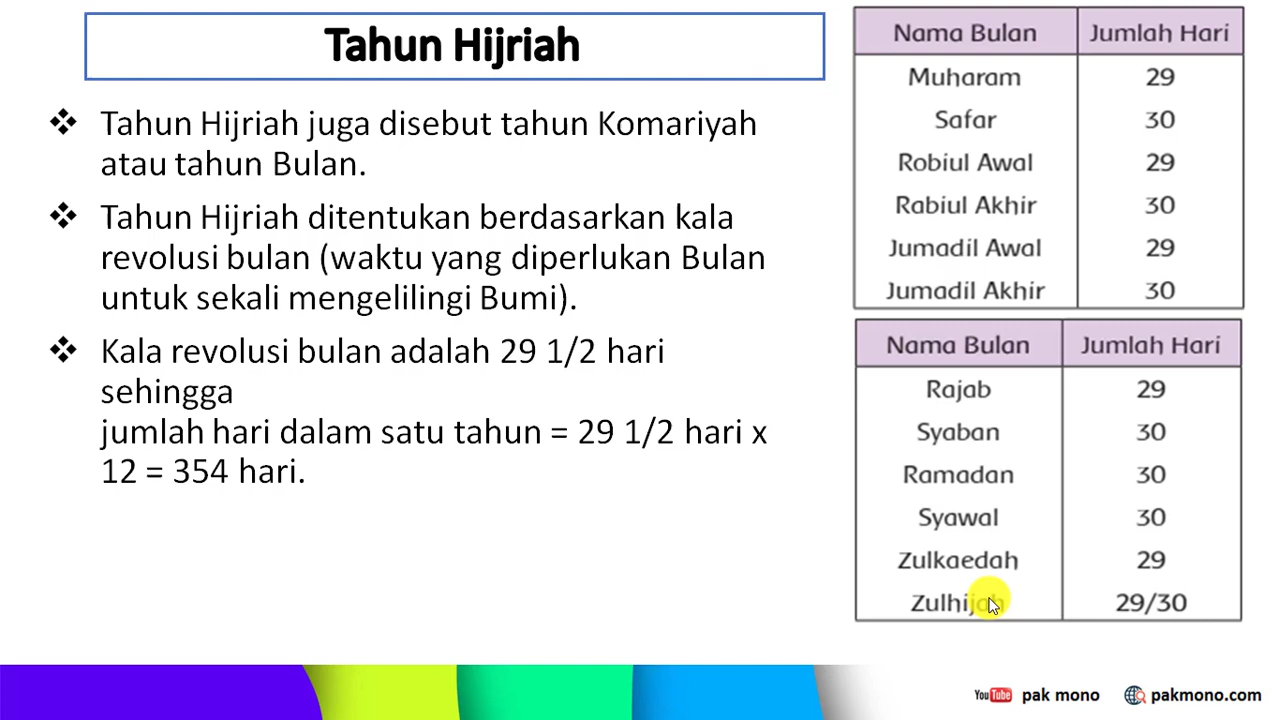 Tahun Hijriah
❖ Tahun Hijriah juga disebut tahun Komariyah
atau tahun Bulan.
❖ Tahun Hijriah ditentukan berdasarkan kala
revolusi bulan (waktu yang diperlukan Bulan
untuk sekali mengelilingi Bumi).
❖ Kala revolusi bulan adalah 29 1/2 hari
sehingga
jumlah hari dalam satu tahun = 29 1/2 hari x
12 = 354 hari.
Nama Bulan Jumlah Hari
Muharam 29
Safar 30
Robiul Awal 29
Rabiul Akhir 30
Jumadil Awal 29
Jumadil Akhir 30
Nama Bulan Jumlah Hari
Rajab 29
Syaban 30
Ramadan 30
Syawal 30
Zulkaedah 29
Zulhijah 29/30
YouTube pak mono pakmono.com